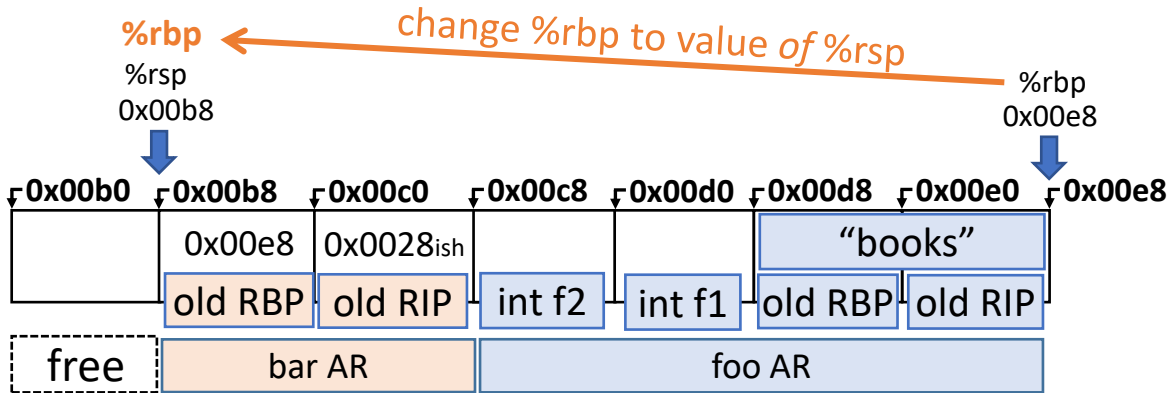 change %rbp to value of %rsp
%rbp
%rsp
0x00b8
%rbp
0x00e8
0x00b0 0x00b8 0x00c0 0x00c8 0x00d0 0x00d8 0x00e0 0x00e8
0x00e8 0x0028ish “books”
old RBP old RIP int f2 int f1 old RBP old RIP
free bar AR foo AR